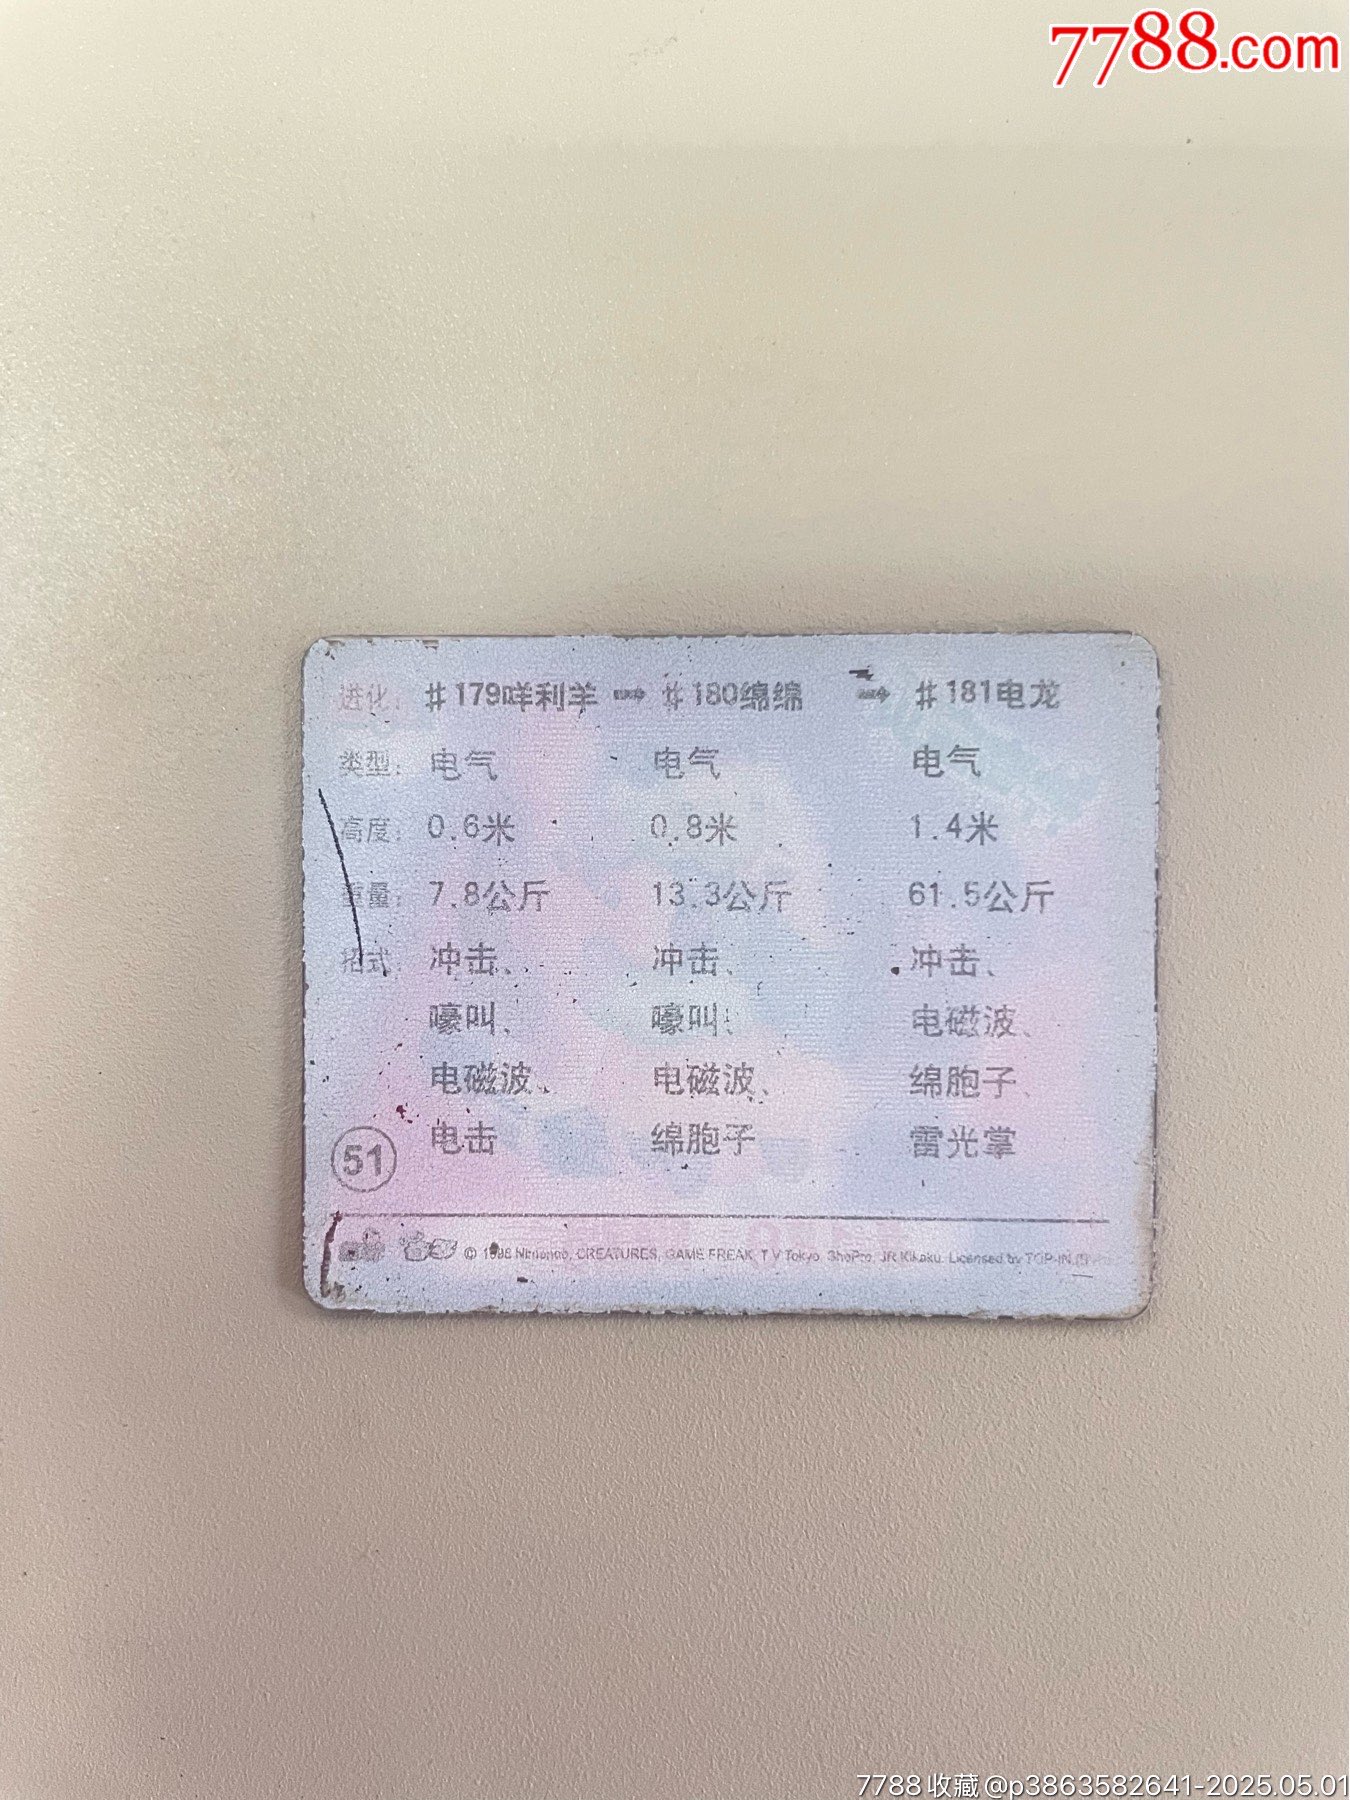 7788.com
进化: #179咩利羊 → #180绵绵 → #181电龙
类型: 电气 电气 电气
高度: 0.6米 0.8米 1.4米
重量: 7.8公斤 13.3公斤 61.5公斤
招式: 冲击、 冲击、 冲击、
嚎叫、 嚎叫、 电磁波、
电磁波、 电磁波、 绵胞子、
电击 绵胞子 雷光掌
51
© 1998 Nintendo, CREATURES, GAME FREAK, TV Tokyo, ShoPro, JR Kikaku. Licensed by TOP-IN
7788收藏@p3863582641-2025.05.01